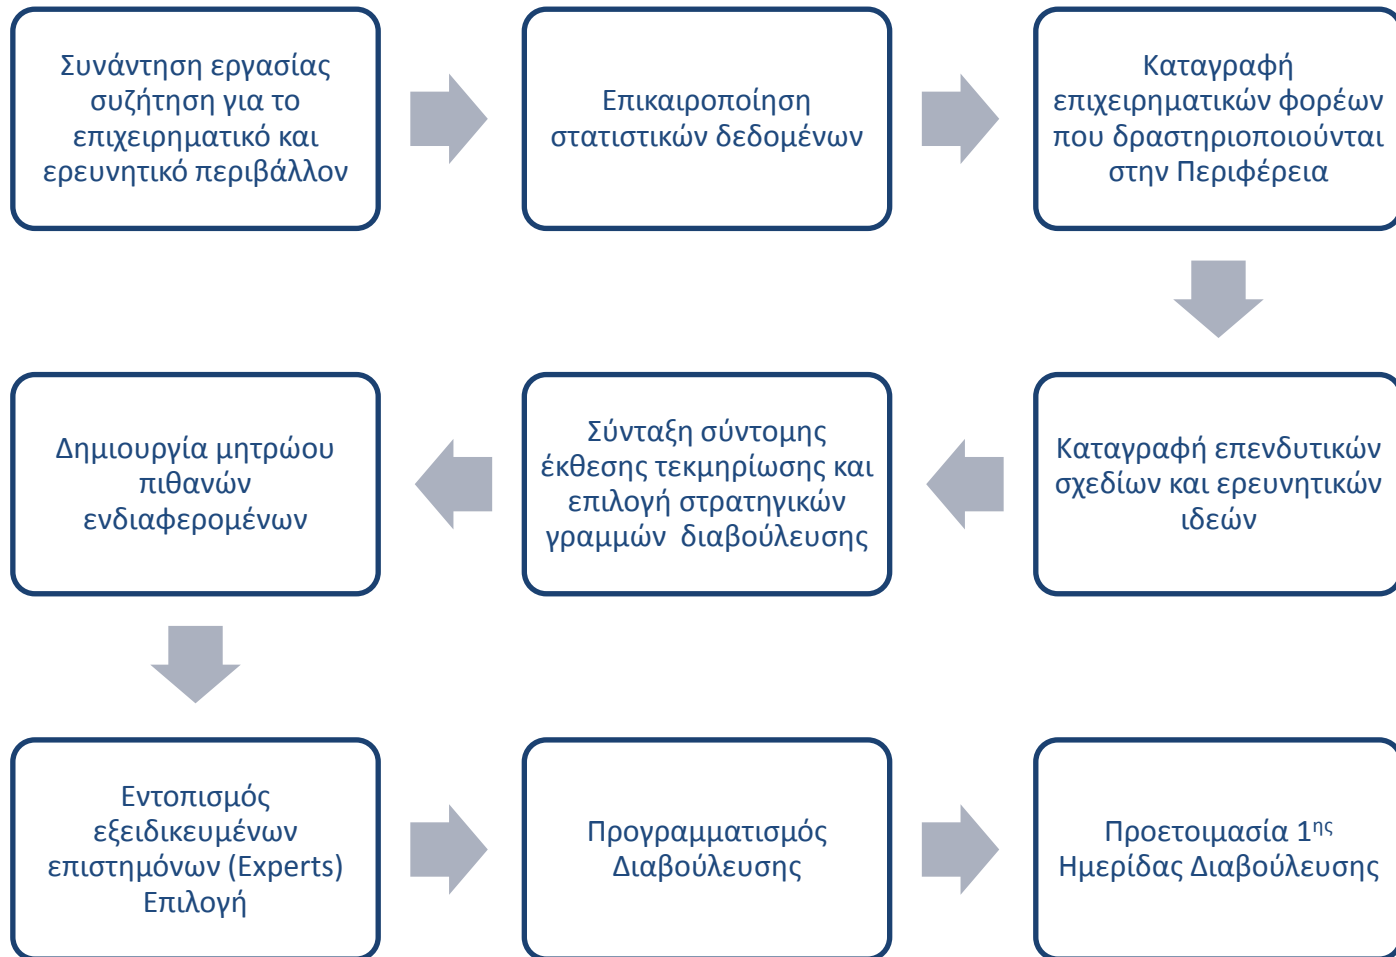 Συνάντηση εργασίας
συζήτηση για το
επιχειρηματικό και
ερευνητικό περιβάλλον
Επικαιροποίηση
στατιστικών δεδομένων
Καταγραφή
επιχειρηματικών φορέων
που δραστηριοποιούνται
στην Περιφέρεια
Καταγραφή επενδυτικών
σχεδίων και ερευνητικών
ιδεών
Σύνταξη σύντομης
έκθεσης τεκμηρίωσης και
επιλογή στρατηγικών
γραμμών διαβούλευσης
Δημιουργία μητρώου
πιθανών
ενδιαφερομένων
Εντοπισμός
εξειδικευμένων
επιστημόνων (Experts)
Επιλογή
Προγραμματισμός
Διαβούλευσης
Προετοιμασία 1ης
Ημερίδας Διαβούλευσης